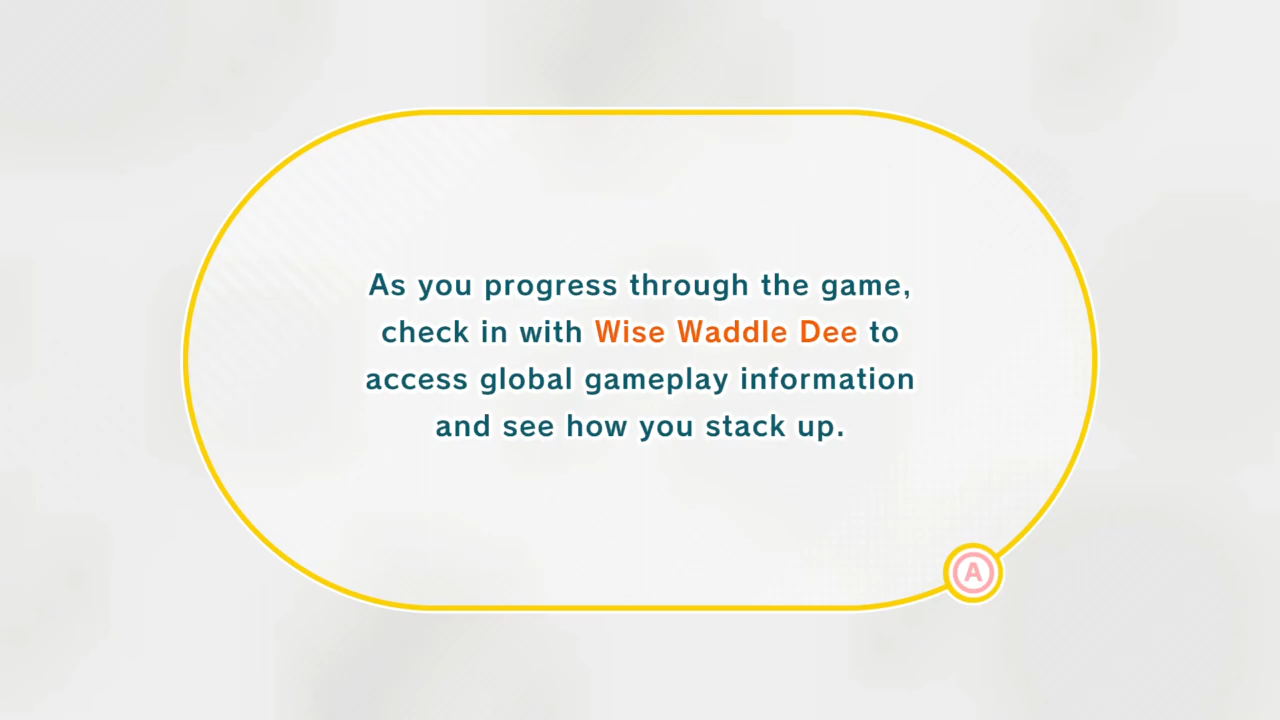 As you progress through the game,
check in with Wise Waddle Dee to
access global gameplay information
and see how you stack up.
A